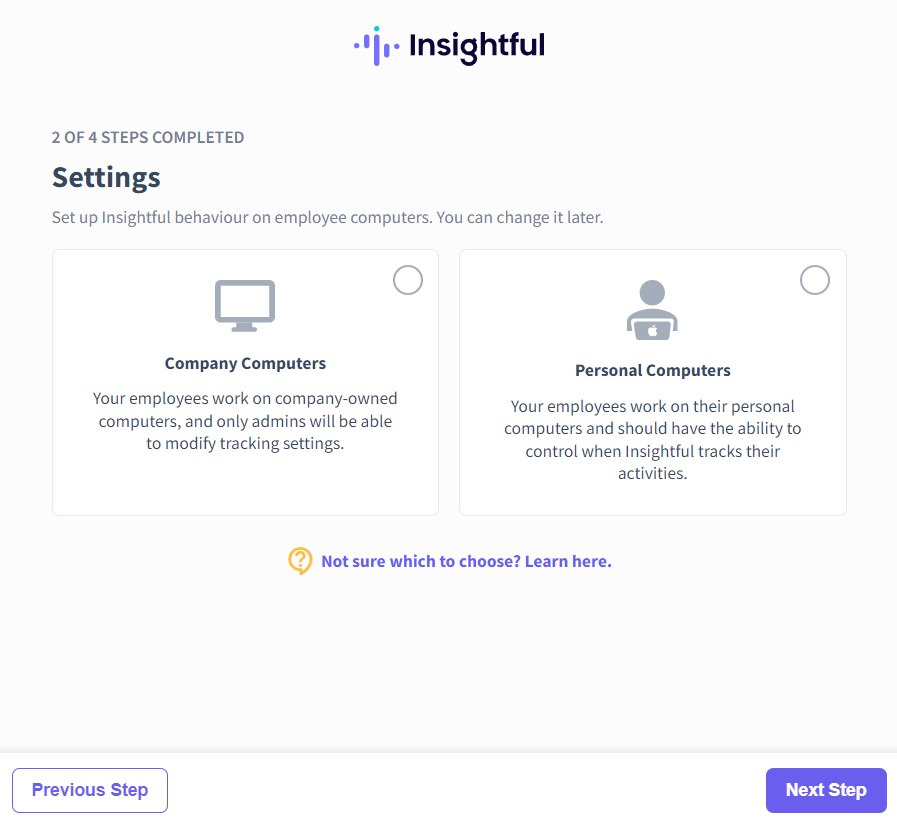 Insightful
2 OF 4 STEPS COMPLETED
Settings
Set up Insightful behaviour on employee computers. You can change it later.
Company Computers
Your employees work on company-owned
computers, and only admins will be able
to modify tracking settings.
Personal Computers
Your employees work on their personal
computers and should have the ability to
control when Insightful tracks their
activities.
Not sure which to choose? Learn here.
Previous Step
Next Step